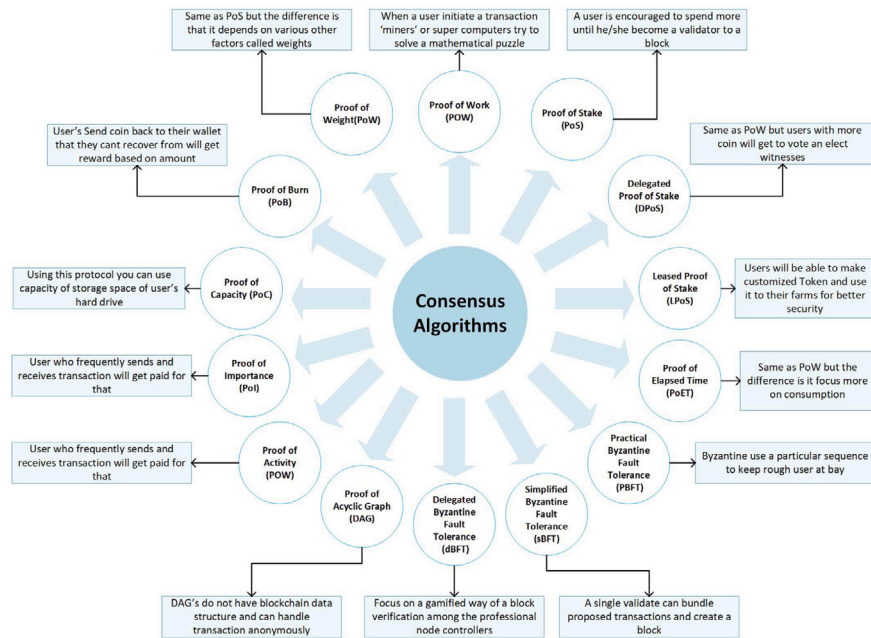 Same as PoS but the difference is
that it depends on various other
factors called weights
When a user initiate a transaction
'miners' or super computers try to
solve a mathematical puzzle
A user is encouraged to spend more
until he/she become a validator to a
block
Proof of
Weight(PoW)
Proof of Work
(POW)
Proof of Stake
(PoS)
User's Send coin back to their wallet
that they cant recover from will get
reward based on amount
Same as PoW but users with more
coin will get to vote an elect
witnesses
Proof of Burn
(PoB)
Delegated
Proof of Stake
(DPoS)
Using this protocol you can use
capacity of storage space of user's
hard drive
Proof of
Capacity (PoC)
Consensus
Algorithms
Leased Proof
of Stake
(LPoS)
Users will be able to make
customized Token and use
it to their farms for better
security
User who frequently sends and
receives transaction will get paid for
that
Proof of
Importance
(PoI)
Proof of
Elapsed Time
(PoET)
Same as PoW but the
difference is it focus more
on consumption
User who frequently sends and
receives transaction will get paid for
that
Proof of
Activity
(POW)
Practical
Byzantine
Fault
Tolerance
(PBFT)
Byzantine use a particular sequence
to keep rough user at bay
Proof of
Acyclic Graph
(DAG)
Delegated
Byzantine
Fault
Tolerance
(dBFT)
Simplified
Byzantine
Fault
Tolerance
(sBFT)
DAG's do not have blockchain data
structure and can handle
transaction anonymously
Focus on a gamified way of a block
verification among the professional
node controllers
A single validate can bundle
proposed transactions and create a
block